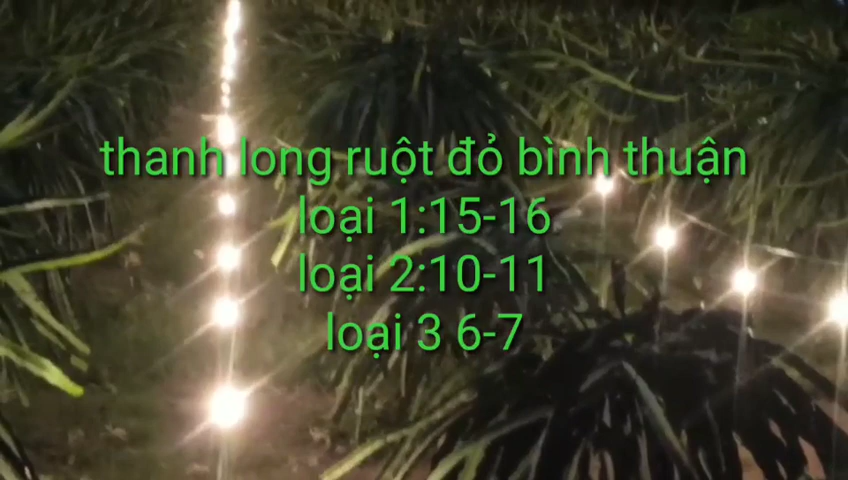 thanh long ruột đỏ bình thuận
loại 1:15-16
loại 2:10-11
loại 3 6-7